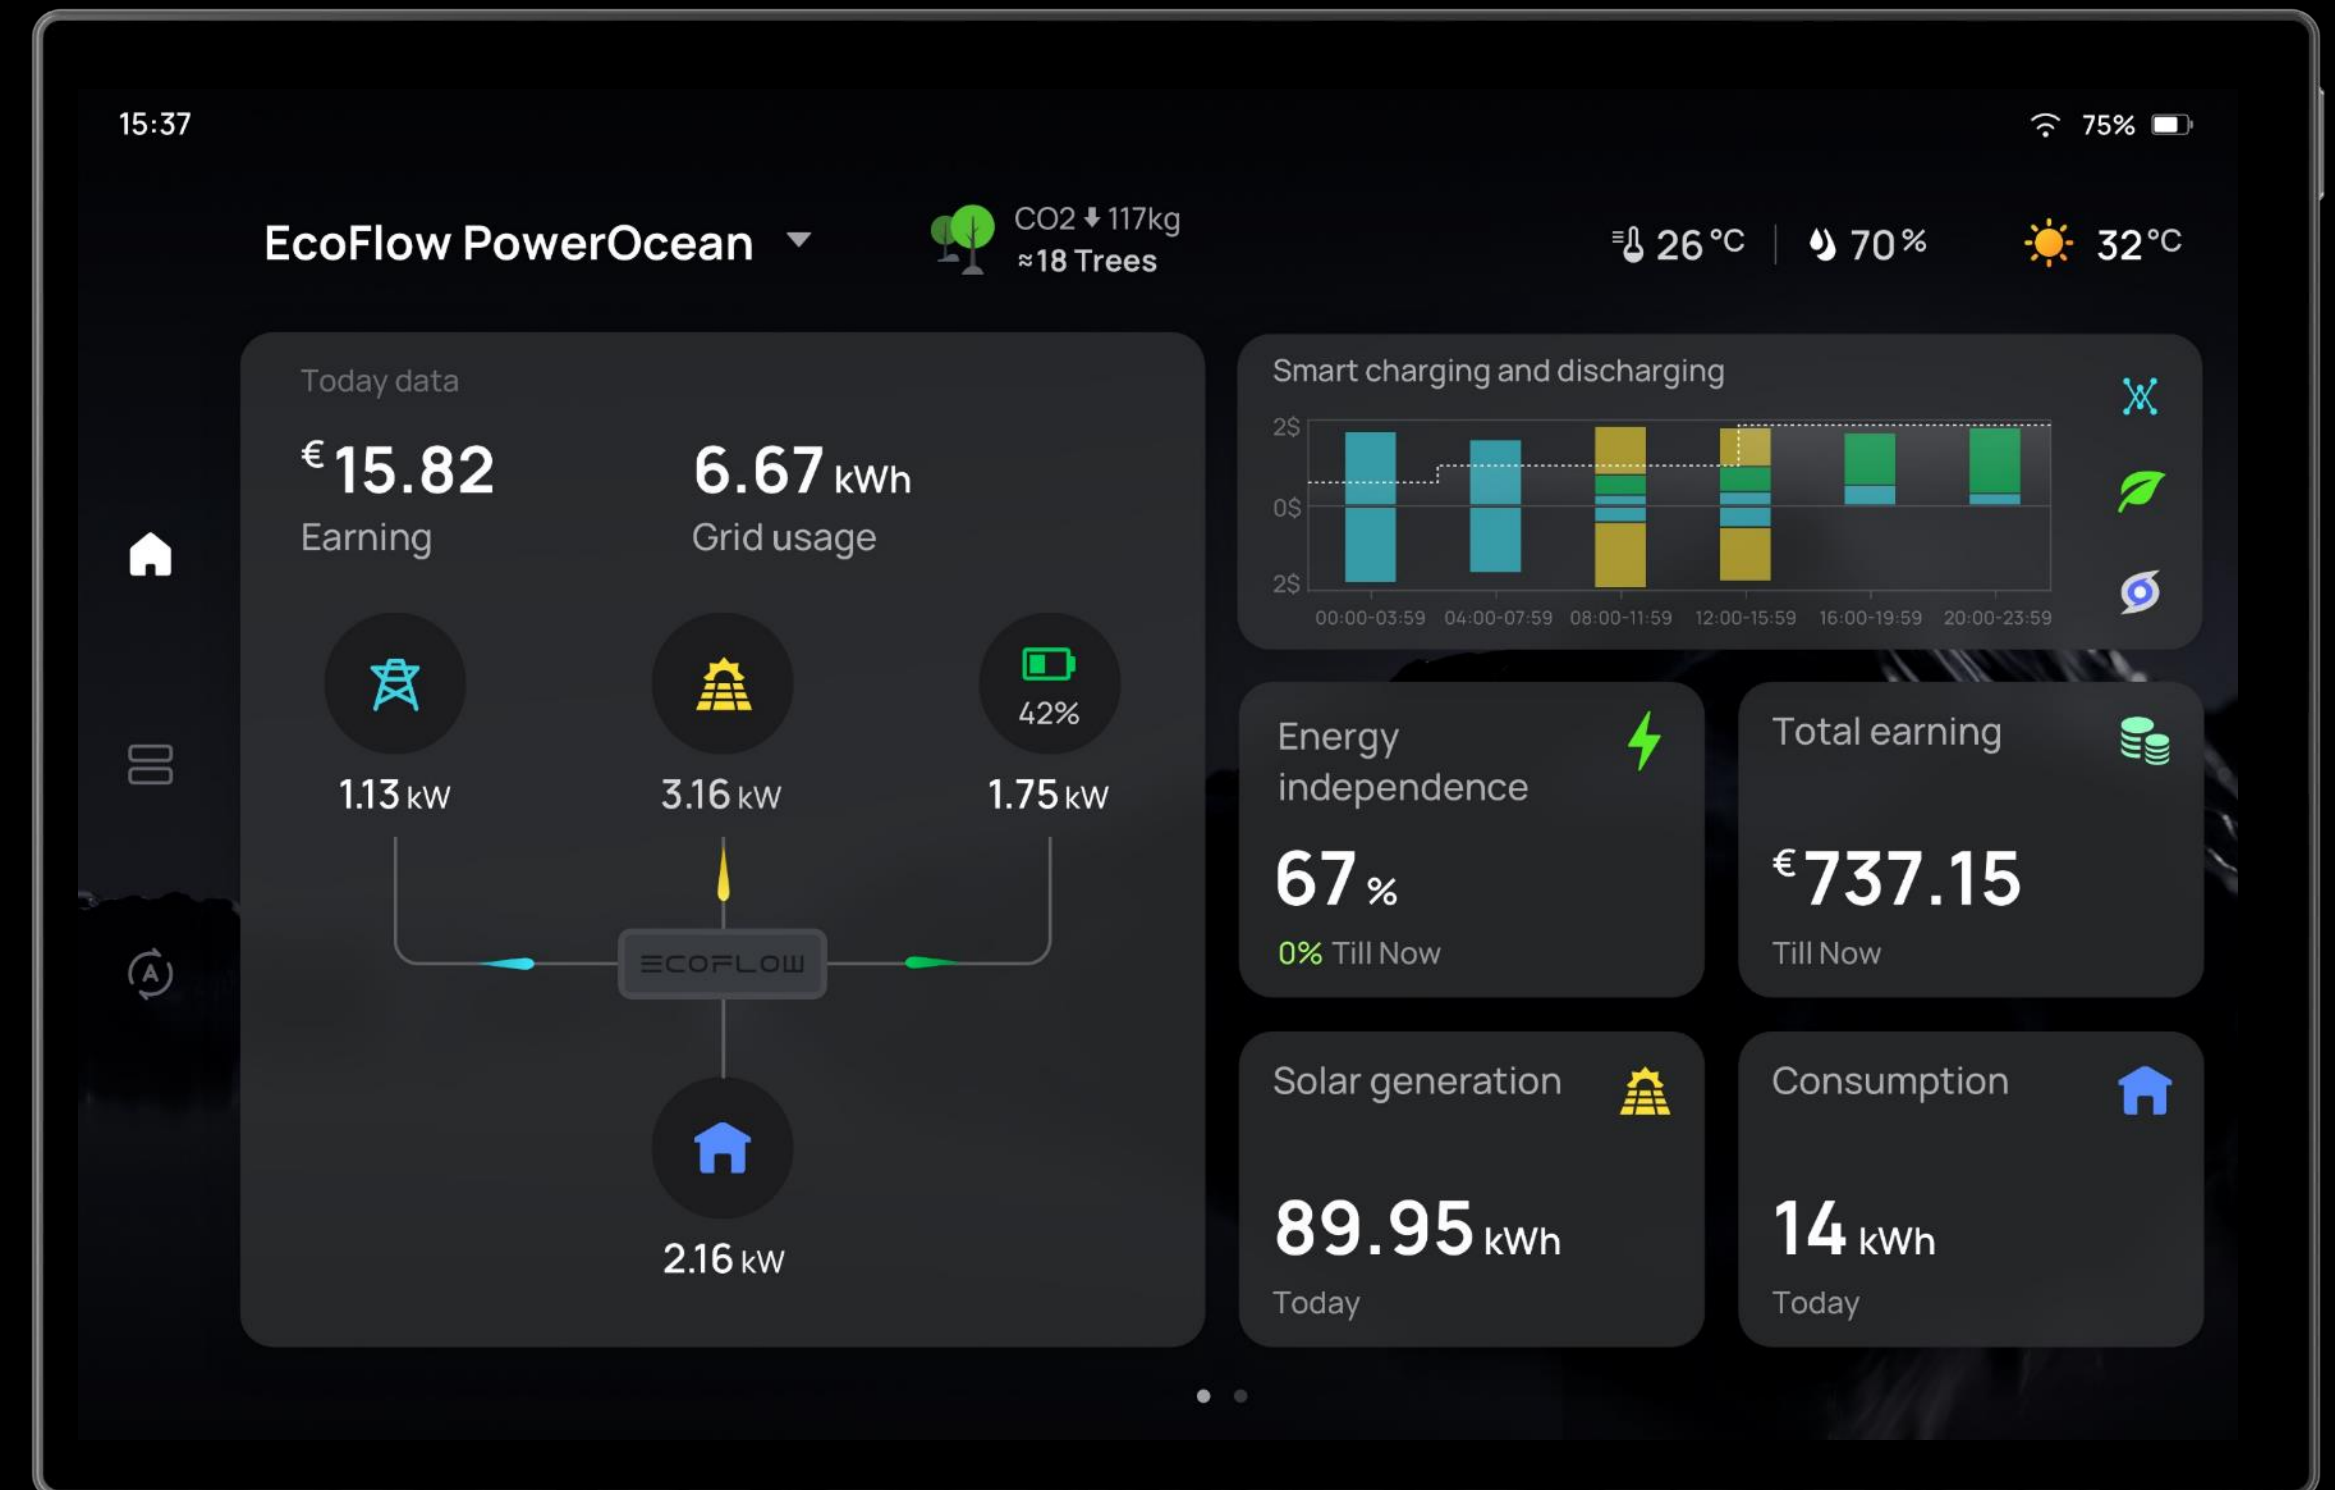 15:37
75%
EcoFlow PowerOcean
CO2 ⬇ 117kg
≈18 Trees
26°C
70%
32°C
Today data
€15.82
Earning
6.67 kWh
Grid usage
42%
1.13 kW
3.16 kW
1.75 kW
ECOFLOW
2.16 kW
Smart charging and discharging
2$
0$
2$
00:00-03:59 04:00-07:59 08:00-11:59 12:00-15:59 16:00-19:59 20:00-23:59
Energy
independence
67%
0% Till Now
Total earning
€737.15
Till Now
Solar generation
89.95 kWh
Today
Consumption
14 kWh
Today
A